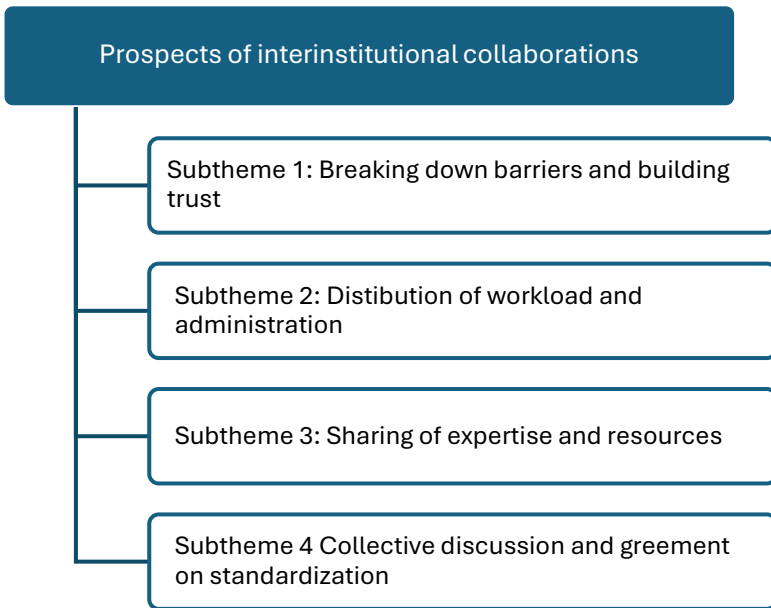 Prospects of interinstitutional collaborations
Subtheme 1: Breaking down barriers and building
trust
Subtheme 2: Distibution of workload and
administration
Subtheme 3: Sharing of expertise and resources
Subtheme 4 Collective discussion and greement
on standardization